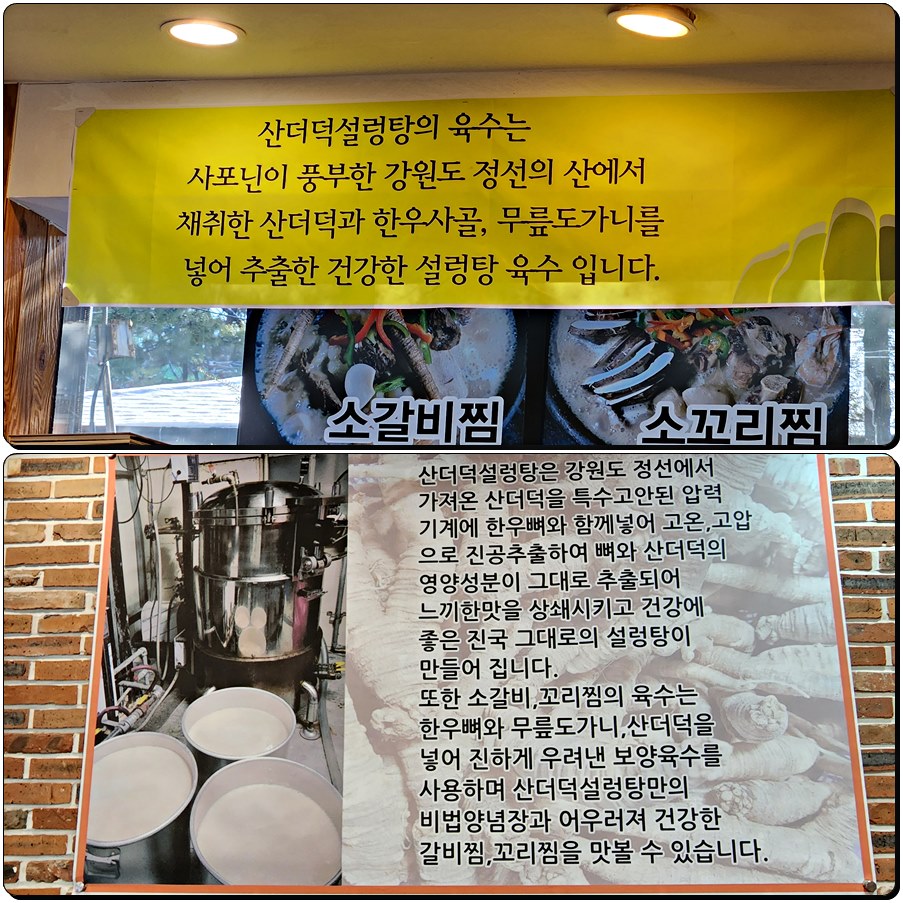 산더덕설렁탕의 육수는
사포닌이 풍부한 강원도 정선의 산에서
채취한 산더덕과 한우사골, 무릎도가니를
넣어 추출한 건강한 설렁탕 육수 입니다.
소갈비찜
소꼬리찜
산더덕설렁탕은 강원도 정선에서
가져온 산더덕을 특수고안된 압력
기계에 한우뼈와 함께넣어 고온,고압
으로 진공추출하여 뼈와 산더덕의
영양성분이 그대로 추출되어
느끼한맛을 상쇄시키고 건강에
좋은 진국 그대로의 설렁탕이
만들어 집니다.
또한 소갈비,꼬리찜의 육수는
한우뼈와 무릎도가니,산더덕을
넣어 진하게 우려낸 보양육수를
사용하며 산더덕설렁탕만의
비법양념장과 어우러져 건강한
갈비찜,꼬리찜을 맛볼 수 있습니다.